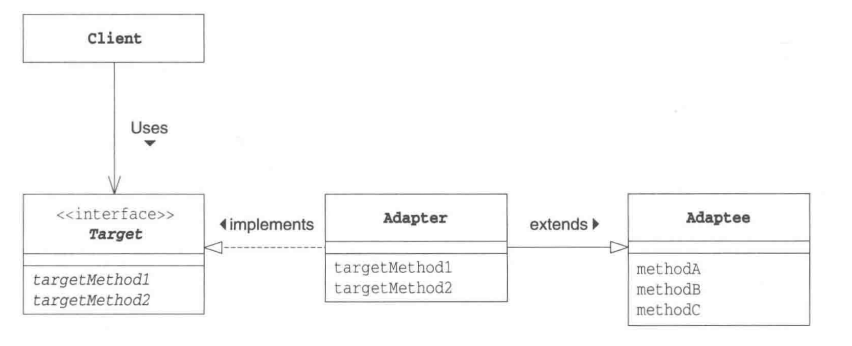 Client
Uses
<<interface>>
Target
targetMethod1
targetMethod2
implements
Adapter
targetMethod1
targetMethod2
extends
Adaptee
methodA
methodB
methodC